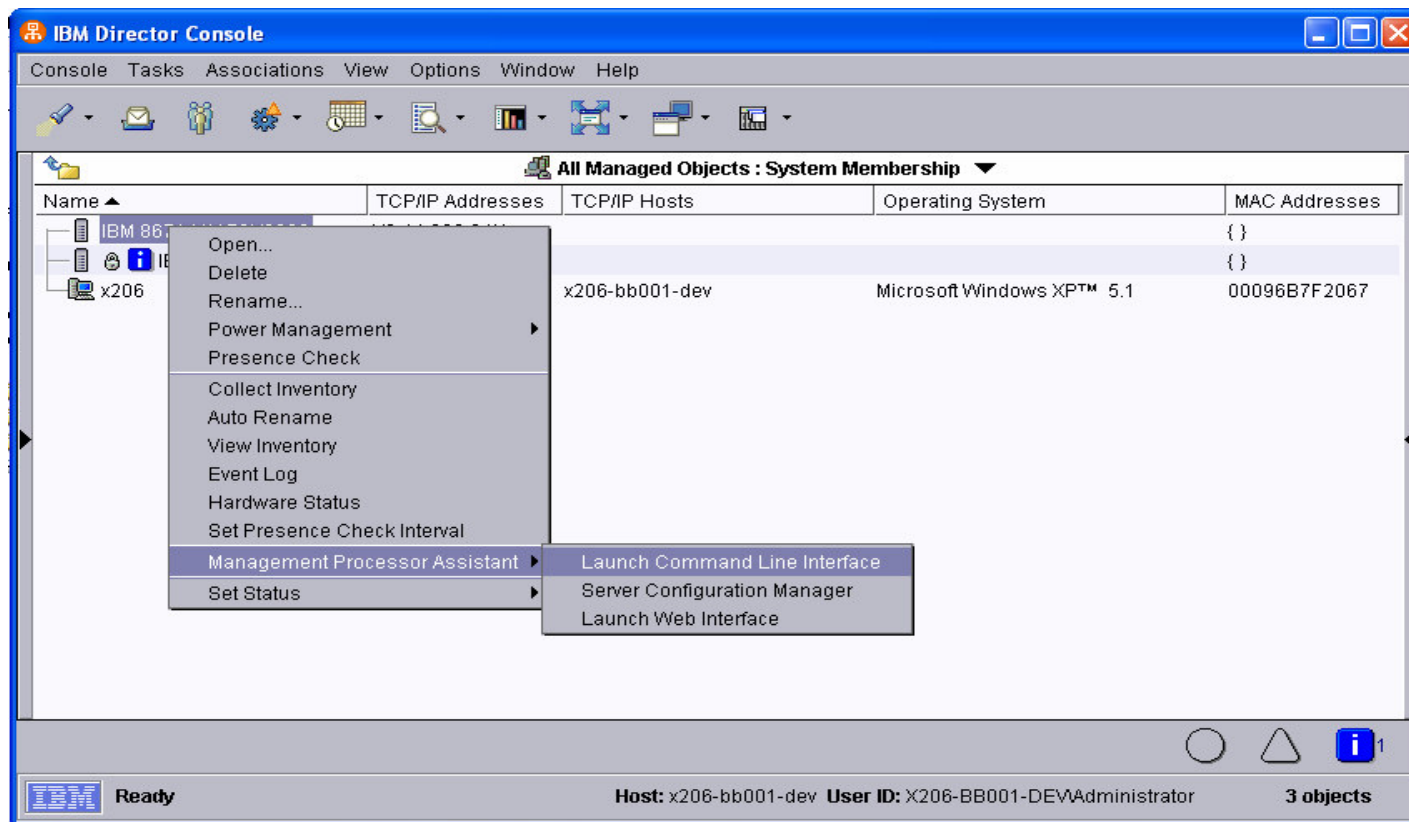 IBM Director Console
Console Tasks Associations View Options Window Help
All Managed Objects : System Membership
Name TCP/IP Addresses TCP/IP Hosts Operating System MAC Addresses
IBM { }
{ }
x206 x206-bb001-dev Microsoft Windows XP™ 5.1 00096B7F2067
Open...
Delete
Rename...
Power Management
Presence Check
Collect Inventory
Auto Rename
View Inventory
Event Log
Hardware Status
Set Presence Check Interval
Management Processor Assistant
Set Status
Launch Command Line Interface
Server Configuration Manager
Launch Web Interface
i 1
IBM Ready Host: x206-bb001-dev User ID: X206-BB001-DEV\Administrator 3 objects